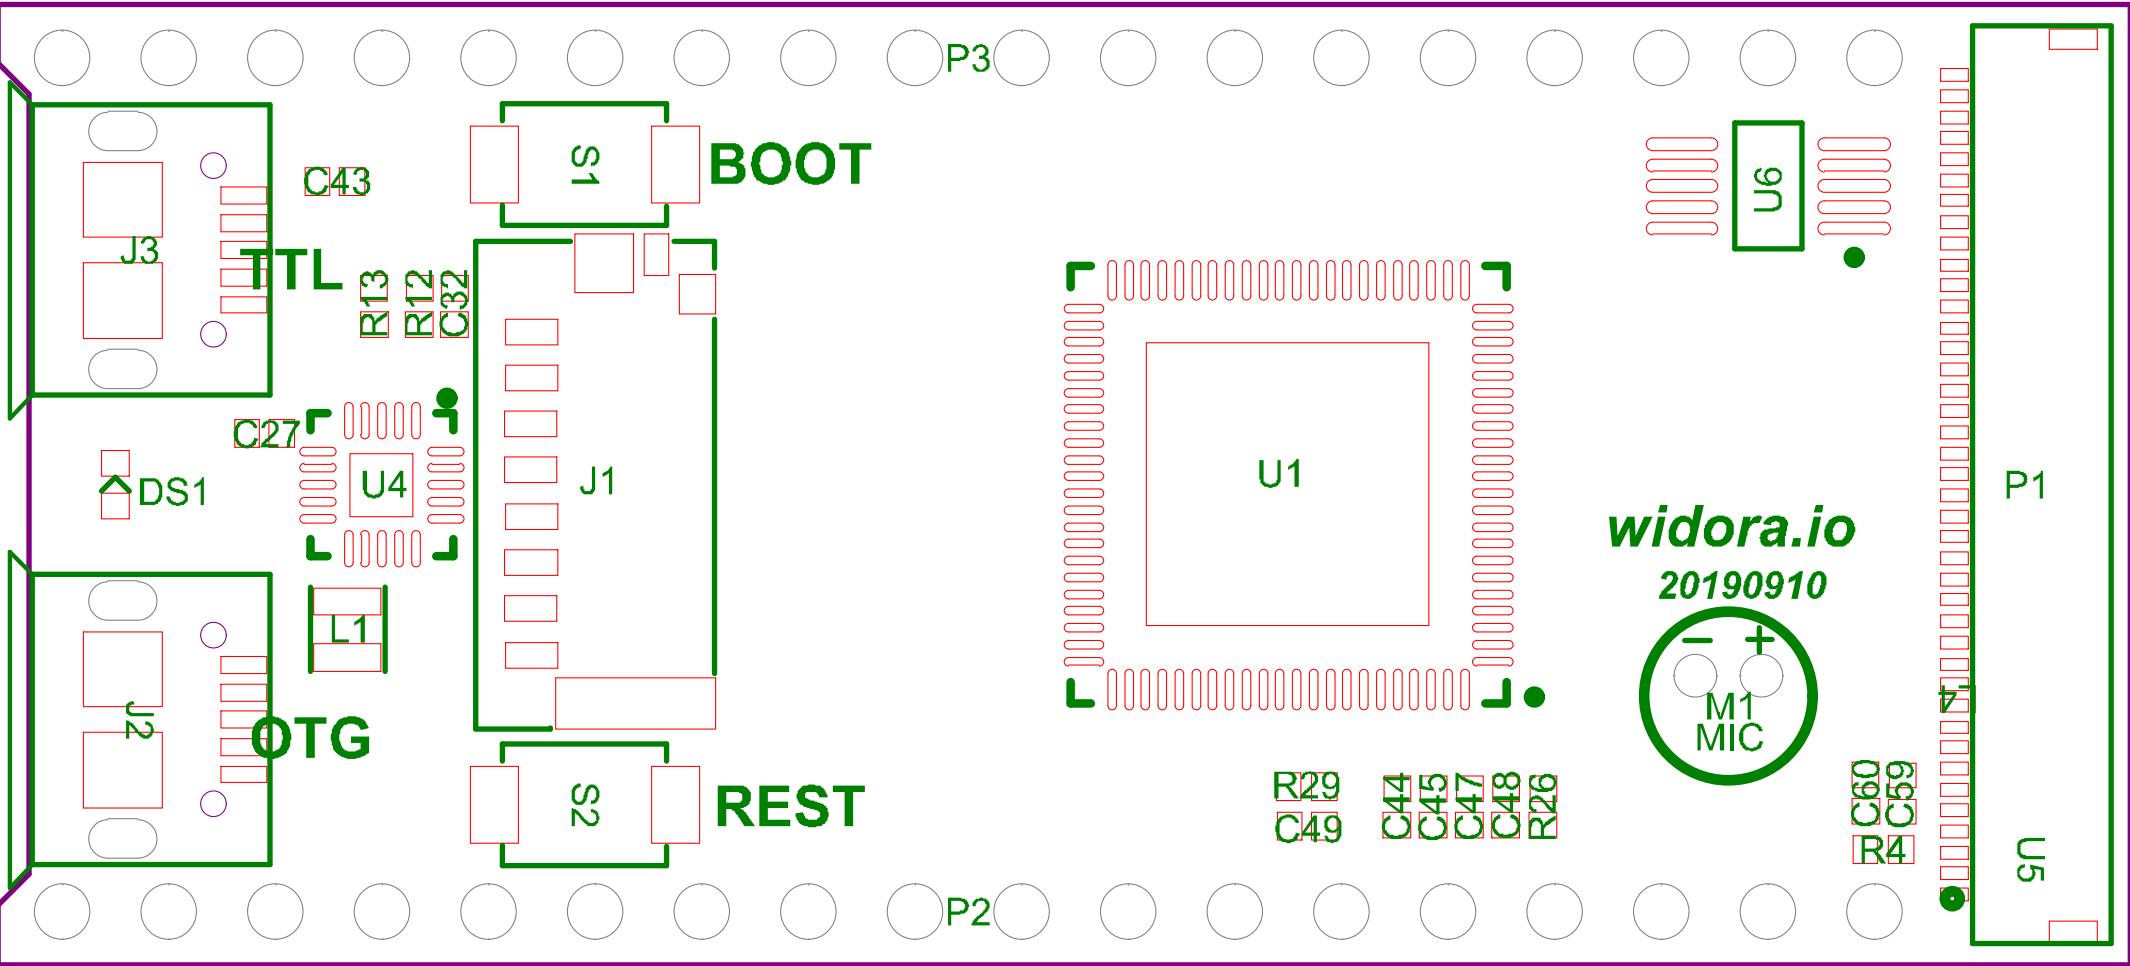 P3
S1
BOOT
C43
U6
J3
TTL
R13
R12
C32
C27
U4
DS1
J1
U1
P1
widora.io
20190910
L1
− +
M1
MIC
J2
OTG
S2
REST
R29
C49
C44
C45
C47
C48
R26
C60
C59
R4
U5
P2